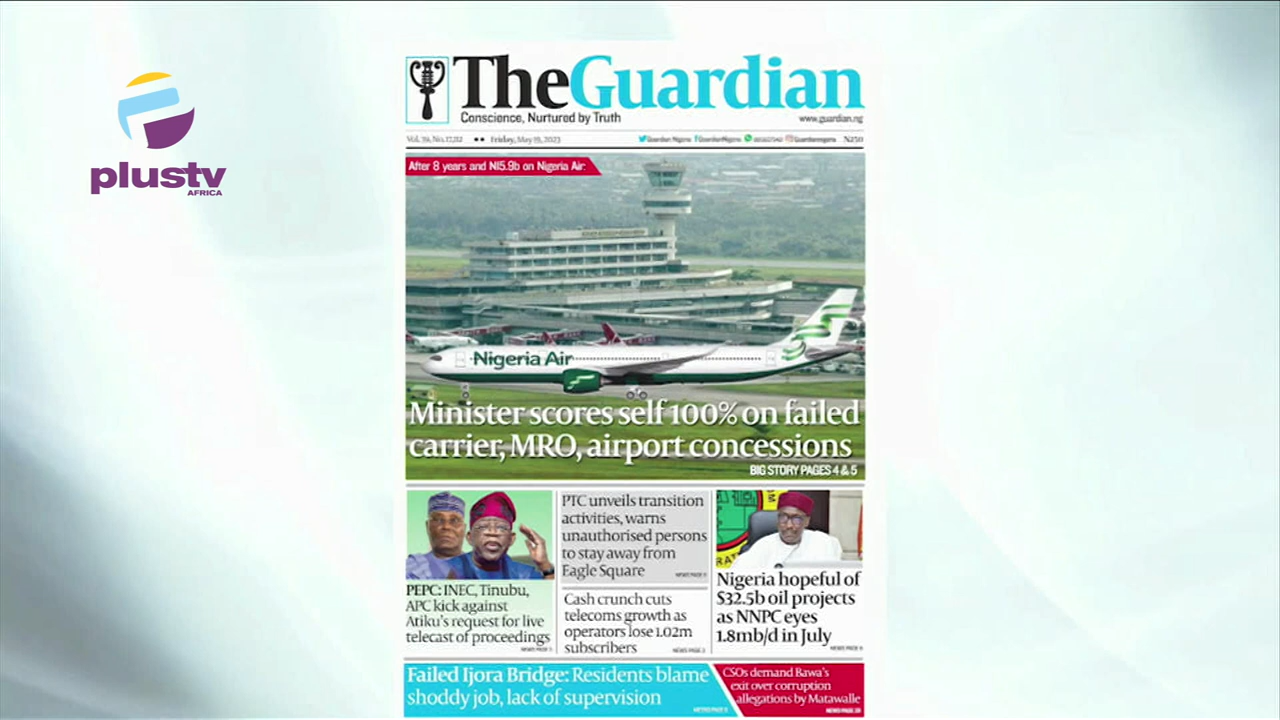 plustv
AFRICA
TheGuardian
Conscience, Nurtured by Truth
www.guardian.ng
Friday, May 19, 2023
N250
After 8 years and N15.9b on Nigeria Air:
Nigeria Air
Minister scores self 100% on failed
carrier, MRO, airport concessions
BIG STORY PAGES 4 & 5
PEPC: INEC, Tinubu,
APC kick against
Atiku's request for live
telecast of proceedings
PTC unveils transition
activities, warns
unauthorised persons
to stay away from
Eagle Square
Cash crunch cuts
telecoms growth as
operators lose 1.02m
subscribers
Nigeria hopeful of
$32.5b oil projects
as NNPC eyes
1.8mb/d in July
Failed Ijora Bridge: Residents blame
shoddy job, lack of supervision
CSOs demand Bawa's
exit over corruption
allegations by Matawalle